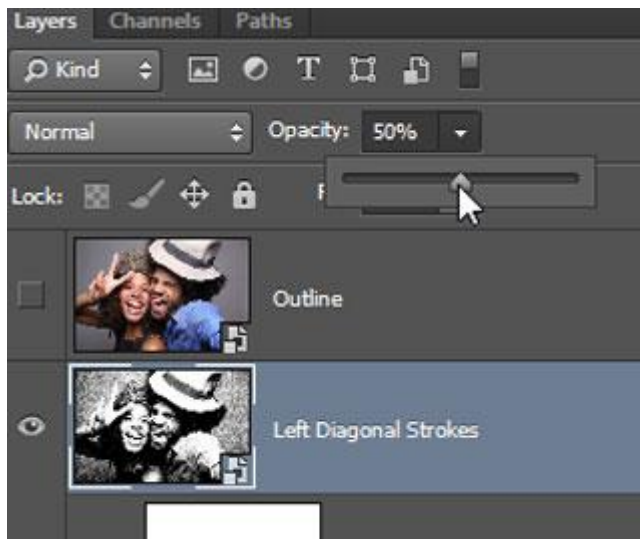 Layers Channels Paths
Kind T
Normal Opacity: 50%
Lock: F
Outline
Left Diagonal Strokes